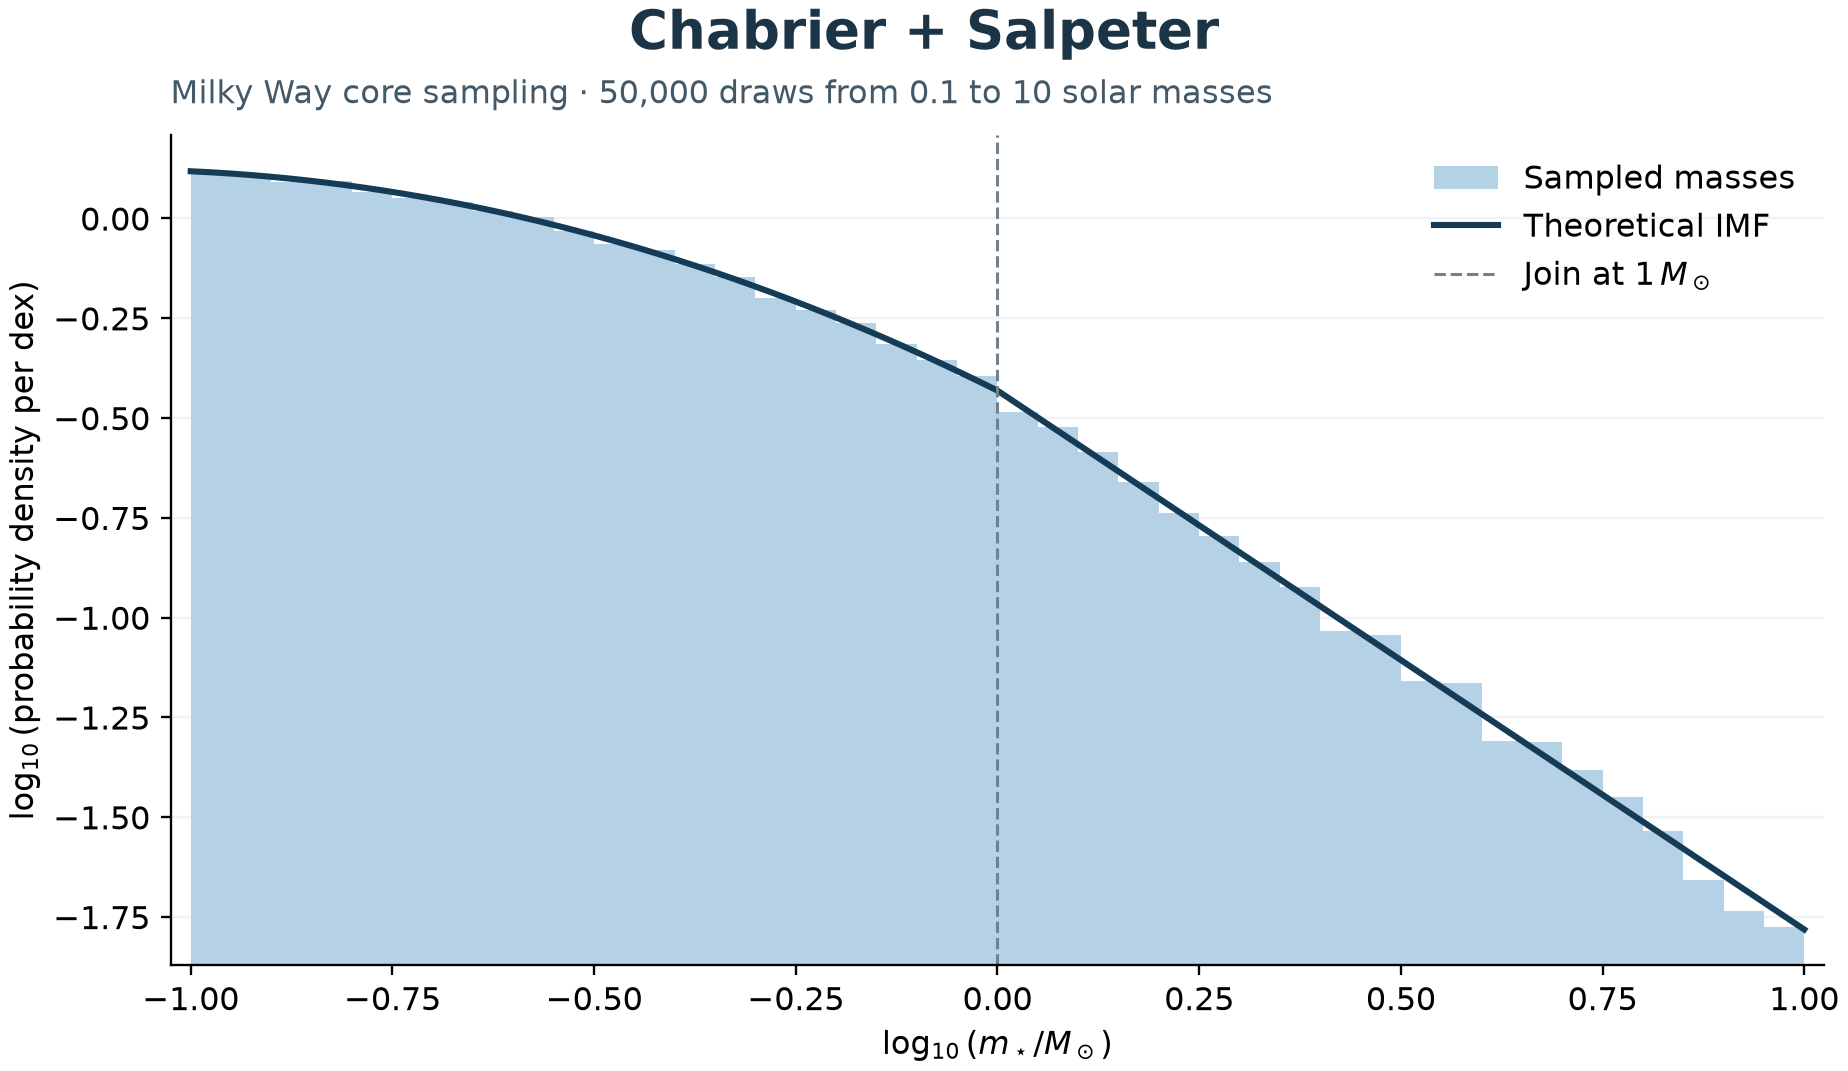 Chabrier + Salpeter
Milky Way core sampling · 50,000 draws from 0.1 to 10 solar masses
Sampled masses
Theoretical IMF
Join at 1 M⊙
log₁₀(probability density per dex)
0.00
−0.25
−0.50
−0.75
−1.00
−1.25
−1.50
−1.75
−1.00 −0.75 −0.50 −0.25 0.00 0.25 0.50 0.75 1.00
log₁₀(m⋆/M⊙)